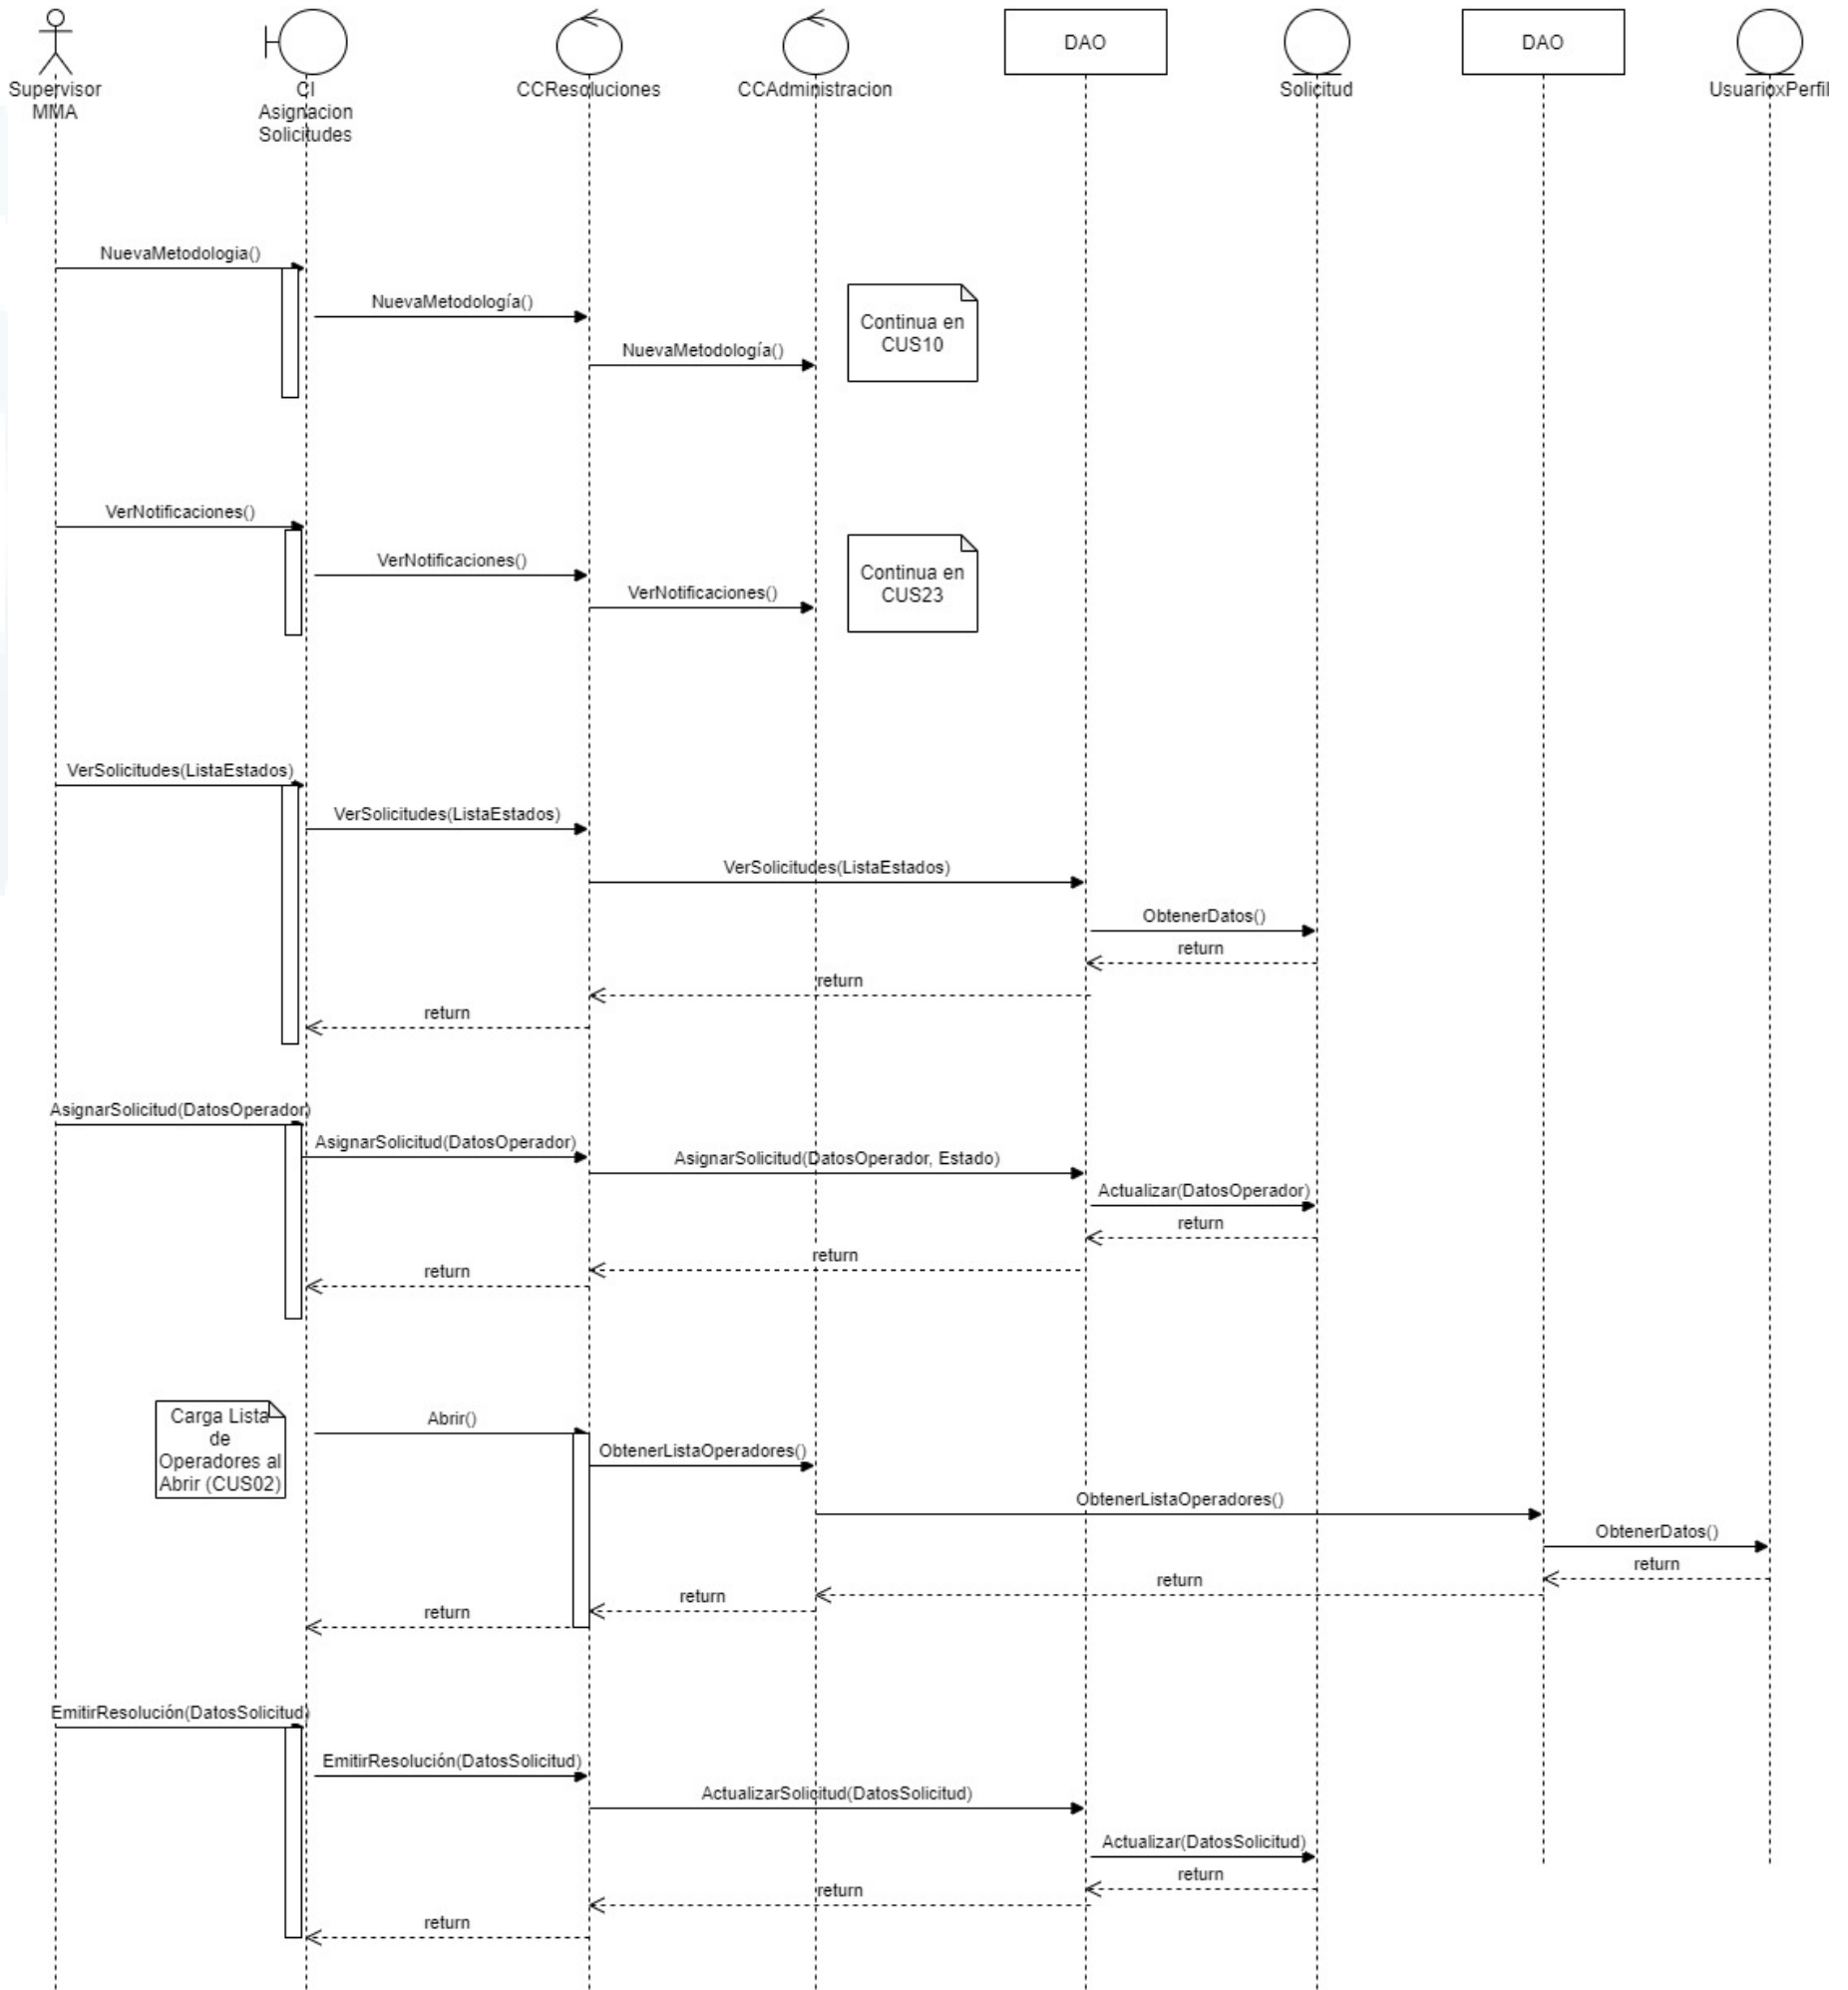 Supervisor
MMA
CI
Asignacion
Solicitudes
CCResoluciones
CCAdministracion
DAO
Solicitud
DAO
UsuarioxPerfil
NuevaMetodologia()
NuevaMetodología()
NuevaMetodología()
Continua en
CUS10
VerNotificaciones()
VerNotificaciones()
VerNotificaciones()
Continua en
CUS23
VerSolicitudes(ListaEstados)
VerSolicitudes(ListaEstados)
VerSolicitudes(ListaEstados)
ObtenerDatos()
return
return
return
AsignarSolicitud(DatosOperador)
AsignarSolicitud(DatosOperador)
AsignarSolicitud(DatosOperador, Estado)
Actualizar(DatosOperador)
return
return
return
Carga Lista
de
Operadores al
Abrir (CUS02)
Abrir()
ObtenerListaOperadores()
ObtenerListaOperadores()
ObtenerDatos()
return
return
return
return
EmitirResolución(DatosSolicitud)
EmitirResolución(DatosSolicitud)
ActualizarSolicitud(DatosSolicitud)
Actualizar(DatosSolicitud)
return
return
return